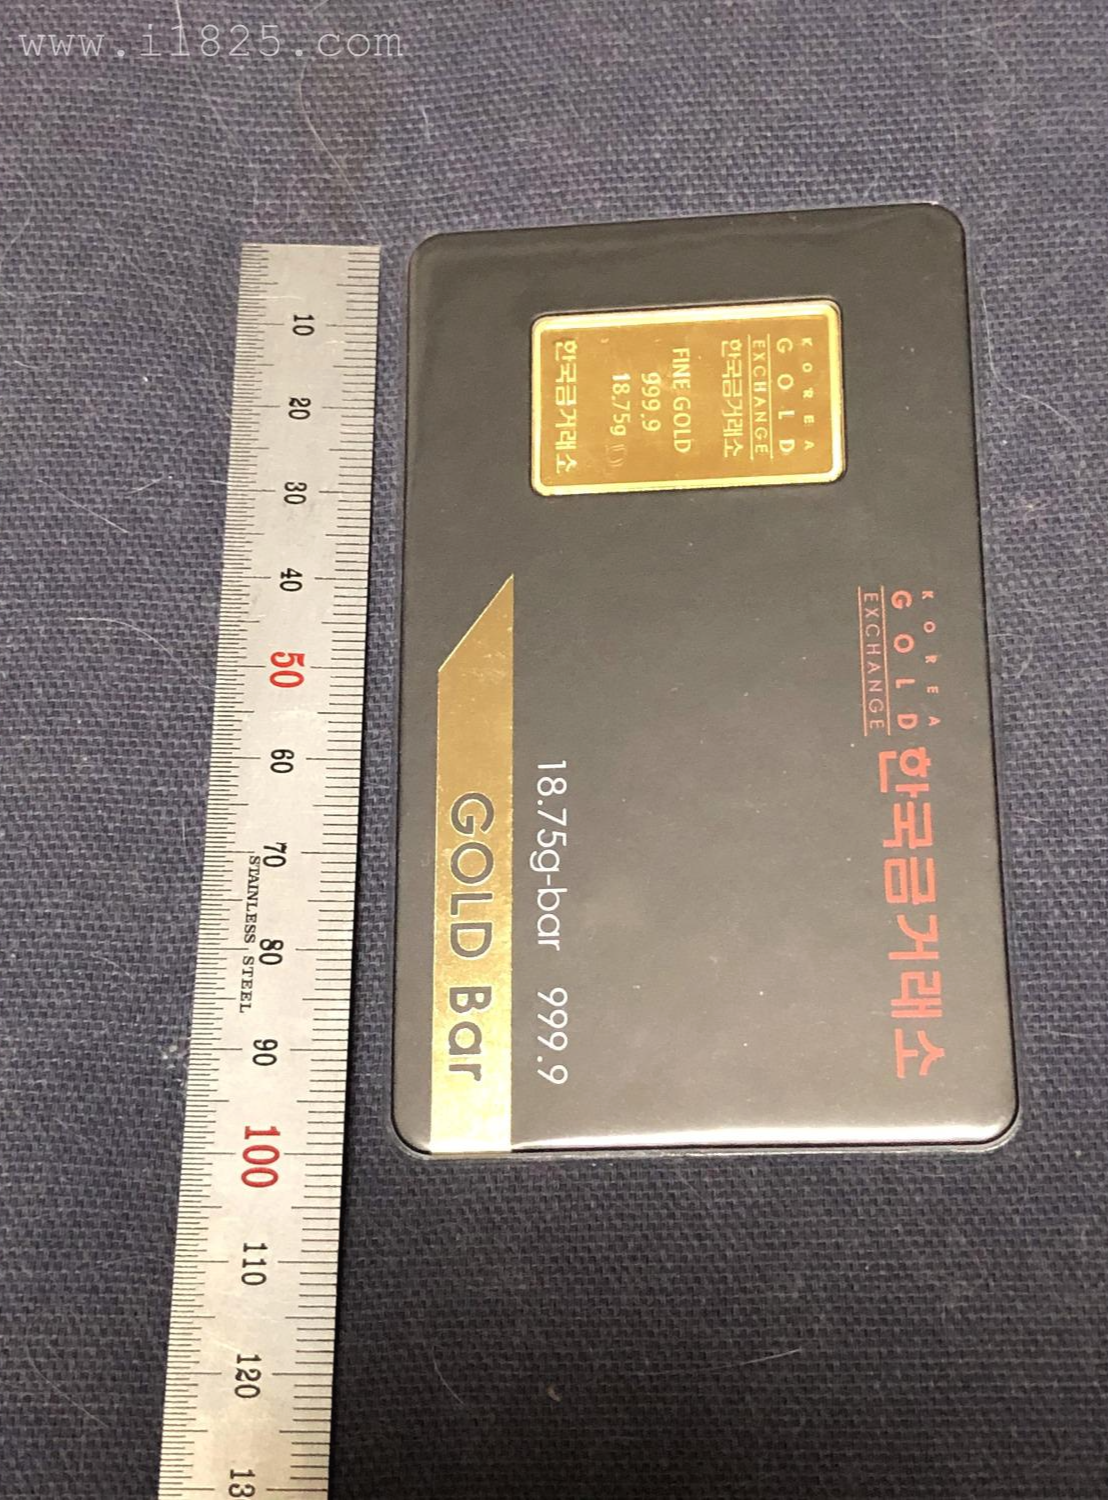 www.i1825.com
10
20
30
40
50
60
70
80
90
100
110
120
STAINLESS STEEL
KOREA
GOLD
EXCHANGE
한국금거래소
FINE GOLD
999.9
18.75g
한국금거래소
KOREA
GOLD
EXCHANGE
한국금거래소
18.75g-bar 999.9
GOLD Bar